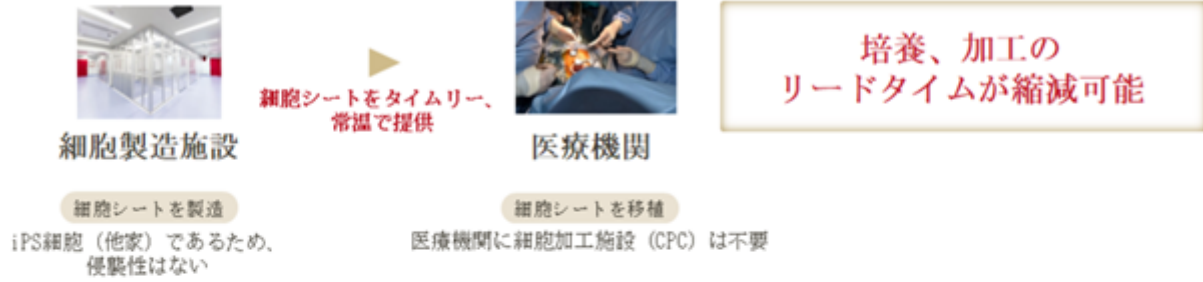 細胞シートをタイムリー、
常温で提供
培養、加工の
リードタイムが縮減可能
細胞製造施設
医療機関
細胞シートを製造
細胞シートを移植
iPS細胞（他家）であるため、
侵襲性はない
医療機関に細胞加工施設（CPC）は不要